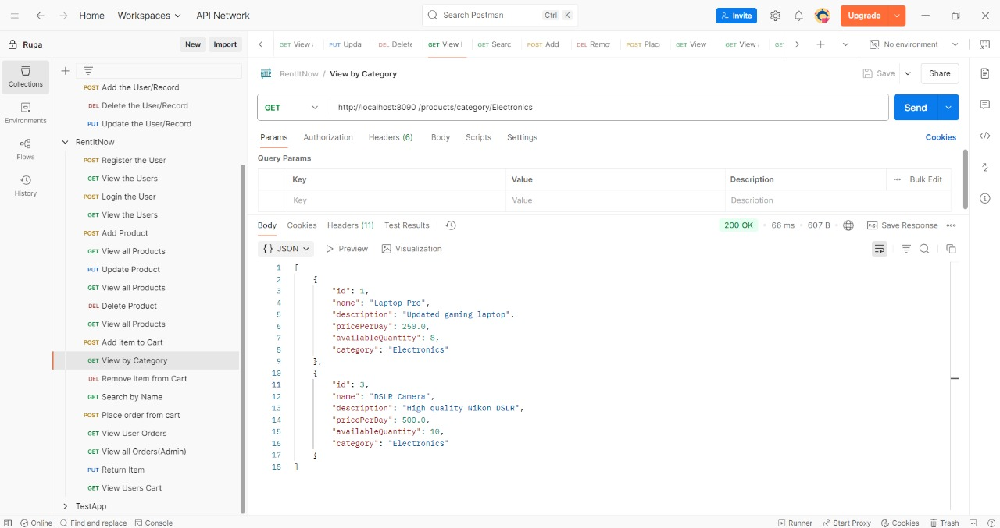 Home Workspaces API Network Search Postman Ctrl K Invite Upgrade
Rupa New Import GET View PUT Updat DEL Delete GET View GET Searc POST Add DEL Remo POST Plac GET View GET View GE No environment
Collections
Environments
Flows
History
POST Add the User/Record
DEL Delete the User/Record
PUT Update the User/Record
RentItNow
POST Register the User
GET View the Users
POST Login the User
GET View the Users
POST Add Product
GET View all Products
PUT Update Product
GET View all Products
DEL Delete Product
GET View all Products
POST Add item to Cart
GET View by Category
DEL Remove item from Cart
GET Search by Name
POST Place order from cart
GET View User Orders
GET View all Orders(Admin)
PUT Return Item
GET View Users Cart
TestApp
HTTP RentItNow / View by Category Save Share
GET http://localhost:8090 /products/category/Electronics Send
Params Authorization Headers (6) Body Scripts Settings Cookies
Query Params
Key Value Description Bulk Edit
Key Value Description
Body Cookies Headers (11) Test Results 200 OK • 66 ms • 607 B Save Response
{} JSON Preview Visualization
1 [
2 {
3 "id": 1,
4 "name": "Laptop Pro",
5 "description": "Updated gaming laptop",
6 "pricePerDay": 250.0,
7 "availableQuantity": 8,
8 "category": "Electronics"
9 },
10 {
11 "id": 3,
12 "name": "DSLR Camera",
13 "description": "High quality Nikon DSLR",
14 "pricePerDay": 500.0,
15 "availableQuantity": 10,
16 "category": "Electronics"
17 }
18 ]
Online Find and replace Console Runner Start Proxy Cookies Trash